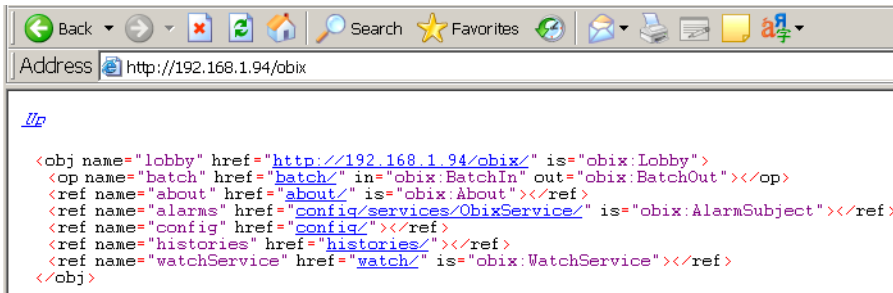 Back Search Favorites
Address http://192.168.1.94/obix
Up
<obj name="lobby" href="http://192.168.1.94/obix/" is="obix:Lobby">
<op name="batch" href="batch/" in="obix:BatchIn" out="obix:BatchOut"></op>
<ref name="about" href="about/" is="obix:About"></ref>
<ref name="alarms" href="config/services/ObixService/" is="obix:AlarmSubject"></ref>
<ref name="config" href="config/"></ref>
<ref name="histories" href="histories/"></ref>
<ref name="watchService" href="watch/" is="obix:WatchService"></ref>
</obj>